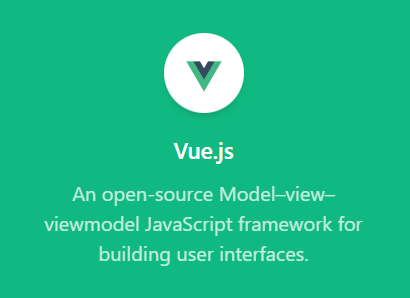 Vue.js
An open-source Model–view–
viewmodel JavaScript framework for
building user interfaces.